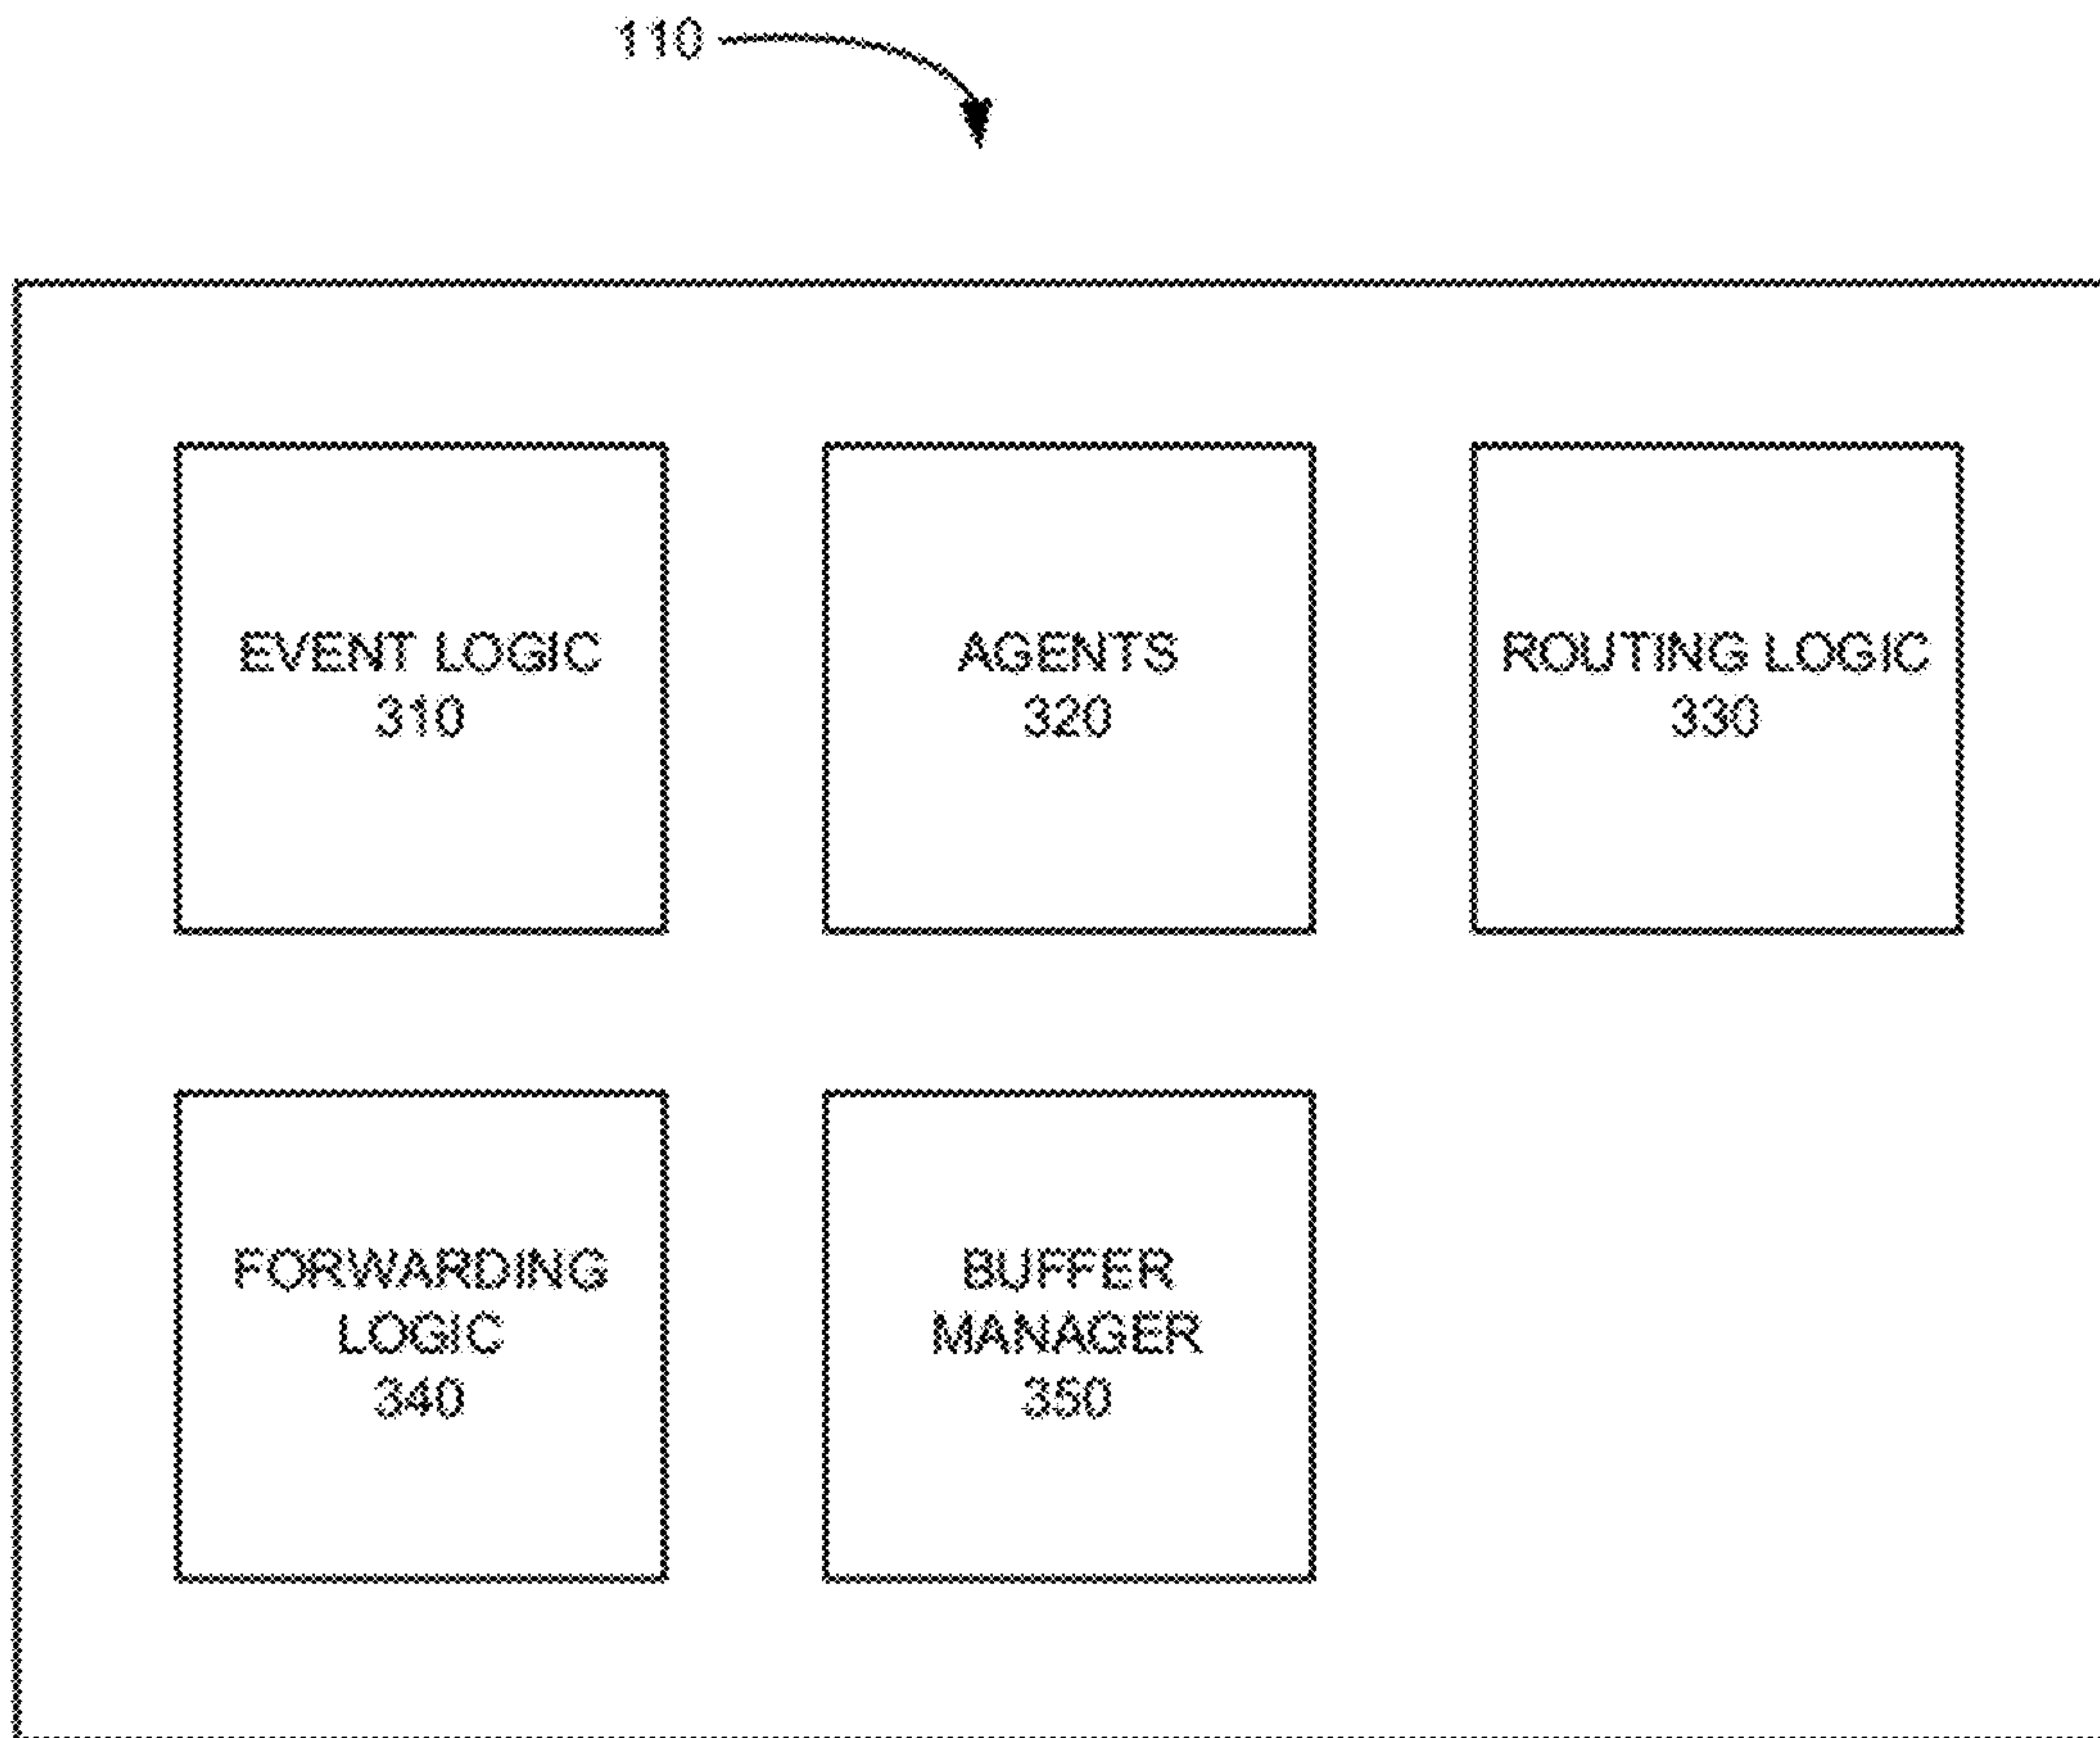 110
EVENT LOGIC
310
AGENTS
320
ROUTING LOGIC
330
FORWARDING
LOGIC
340
BUFFER
MANAGER
350